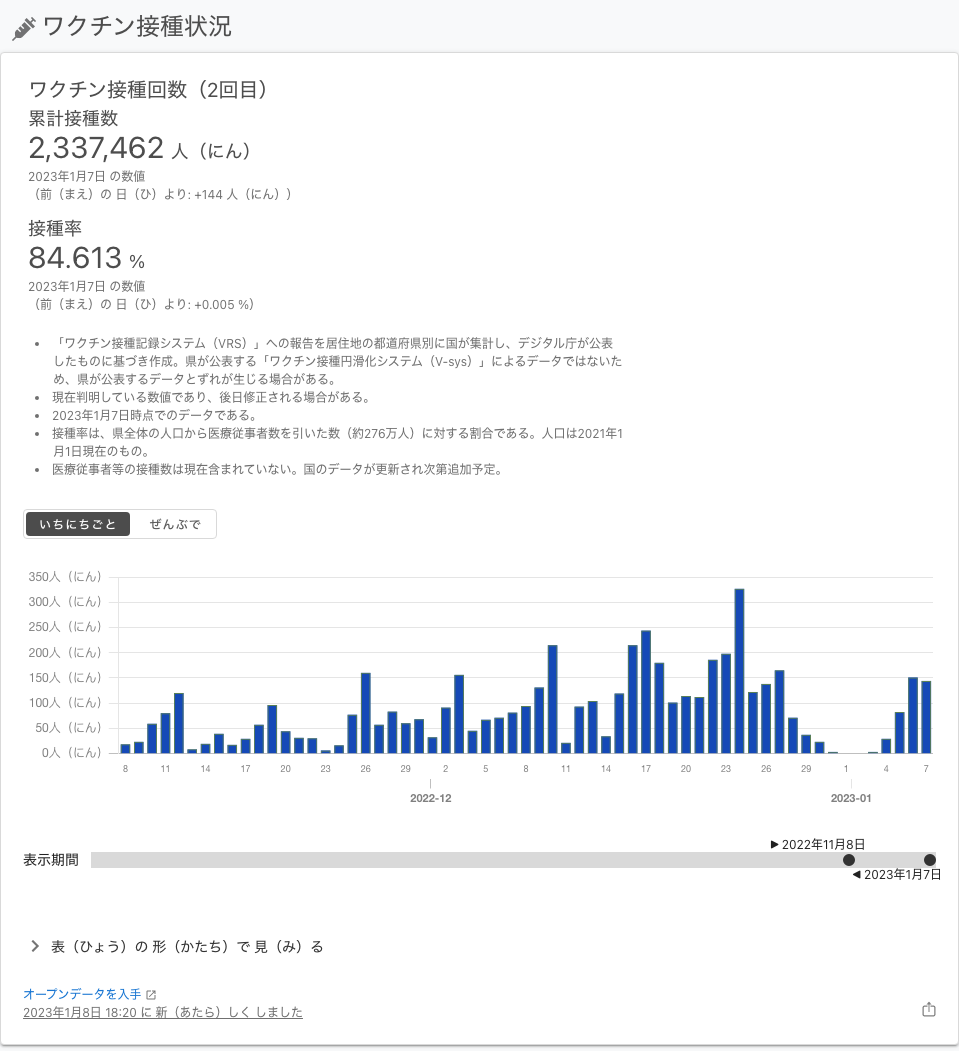 ワクチン接種状況
ワクチン接種回数（2回目）
累計接種数
2,337,462 人（にん）
2023年1月7日 の数値
（前（まえ）の 日（ひ）より: +144 人（にん））
接種率
84.613 %
2023年1月7日 の数値
（前（まえ）の 日（ひ）より: +0.005 %）
• 「ワクチン接種記録システム（VRS）」への報告を居住地の都道府県別に国が集計し、デジタル庁が公表
したものに基づき作成。県が公表する「ワクチン接種円滑化システム（V-sys）」によるデータではないた
め、県が公表するデータとずれが生じる場合がある。
• 現在判明している数値であり、後日修正される場合がある。
• 2023年1月7日時点でのデータである。
• 接種率は、県全体の人口から医療従事者数を引いた数（約276万人）に対する割合である。人口は2021年1
月1日現在のもの。
• 医療従事者等の接種数は現在含まれていない。国のデータが更新され次第追加予定。
いちにちごと ぜんぶで
350人（にん）
300人（にん）
250人（にん）
200人（にん）
150人（にん）
100人（にん）
50人（にん）
0人（にん）
8 11 14 17 20 23 26 29 2 5 8 11 14 17 20 23 26 29 1 4 7
2022-12 2023-01
▶ 2022年11月8日
表示期間
◀ 2023年1月7日
表（ひょう）の 形（かたち）で 見（み）る
オープンデータを入手
2023年1月8日 18:20 に 新（あたら）しく しました